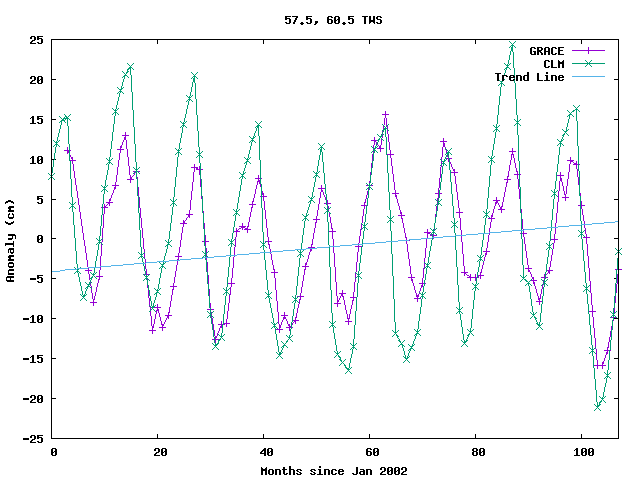 57.5, 60.5 TWS
GRACE
CLM
Trend Line
25
20
15
10
5
0
-5
-10
-15
-20
-25
Anomaly (cm)
0 20 40 60 80 100
Months since Jan 2002